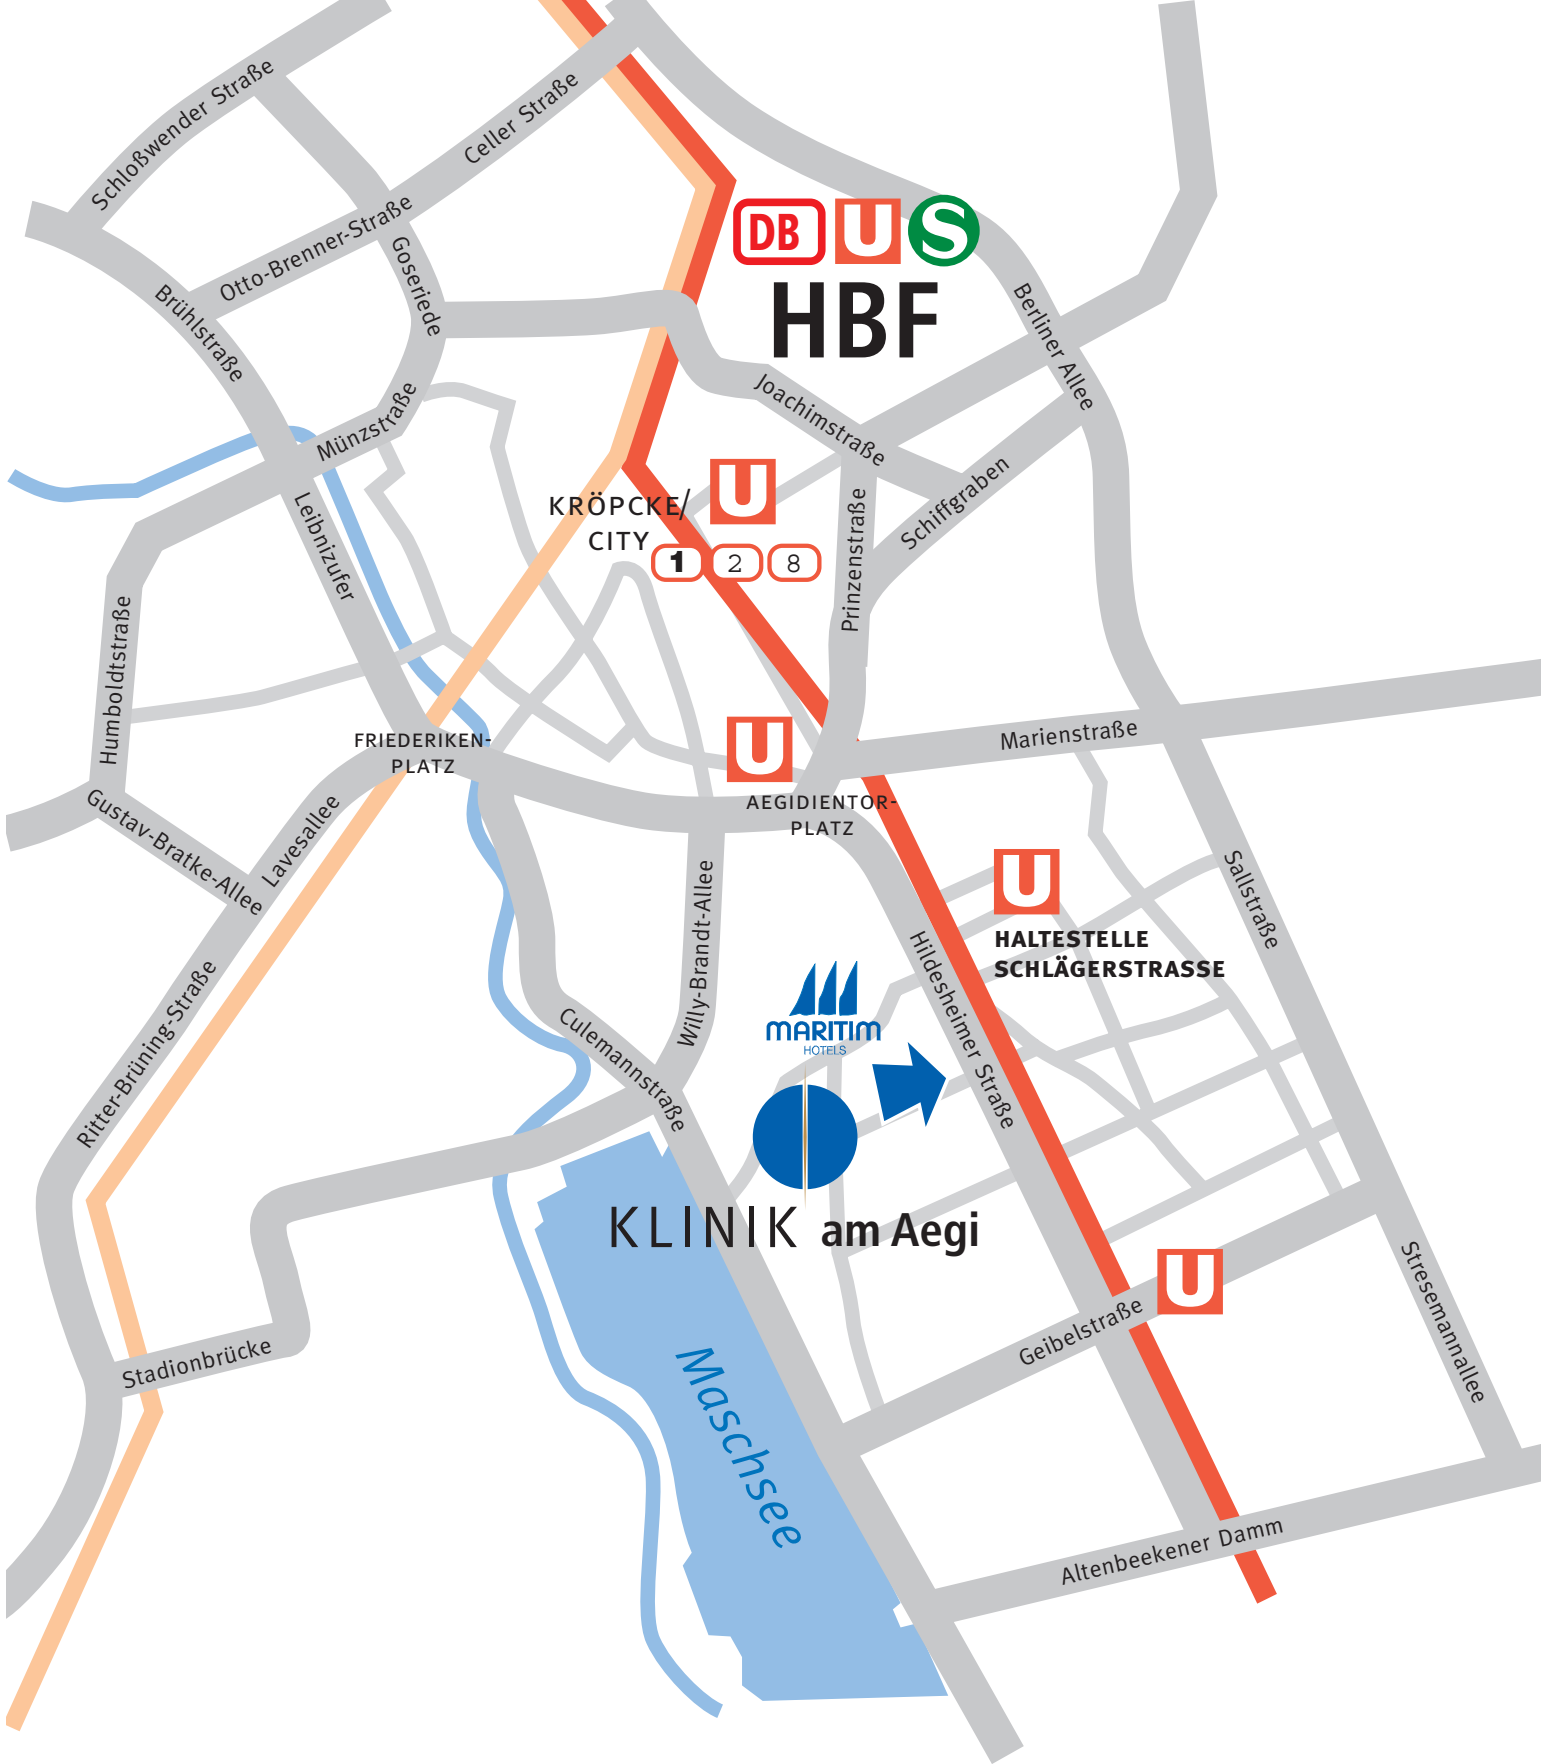 Schloßwender Straße
Celler Straße
Otto-Brenner-Straße
Goseriede
Brühlstraße
DB U S
HBF
Berliner Allee
Joachimstraße
Münzstraße
Schiffgraben
Prinzenstraße
Leibnizufer
U
KRÖPCKE/
CITY
1 2 8
Humboldtstraße
FRIEDERIKEN-
PLATZ
U
Marienstraße
AEGIDIENTOR-
PLATZ
Gustav-Bratke-Allee
Lavesallee
Willy-Brandt-Allee
U
HALTESTELLE
SCHLÄGERSTRASSE
Sallstraße
Hildesheimer Straße
Ritter-Brüning-Straße
Culemannstraße
MARITIM
HOTELS
KLINIK am Aegi
U
Geibelstraße
Stresemannallee
Stadionbrücke
Maschsee
Altenbeekener Damm